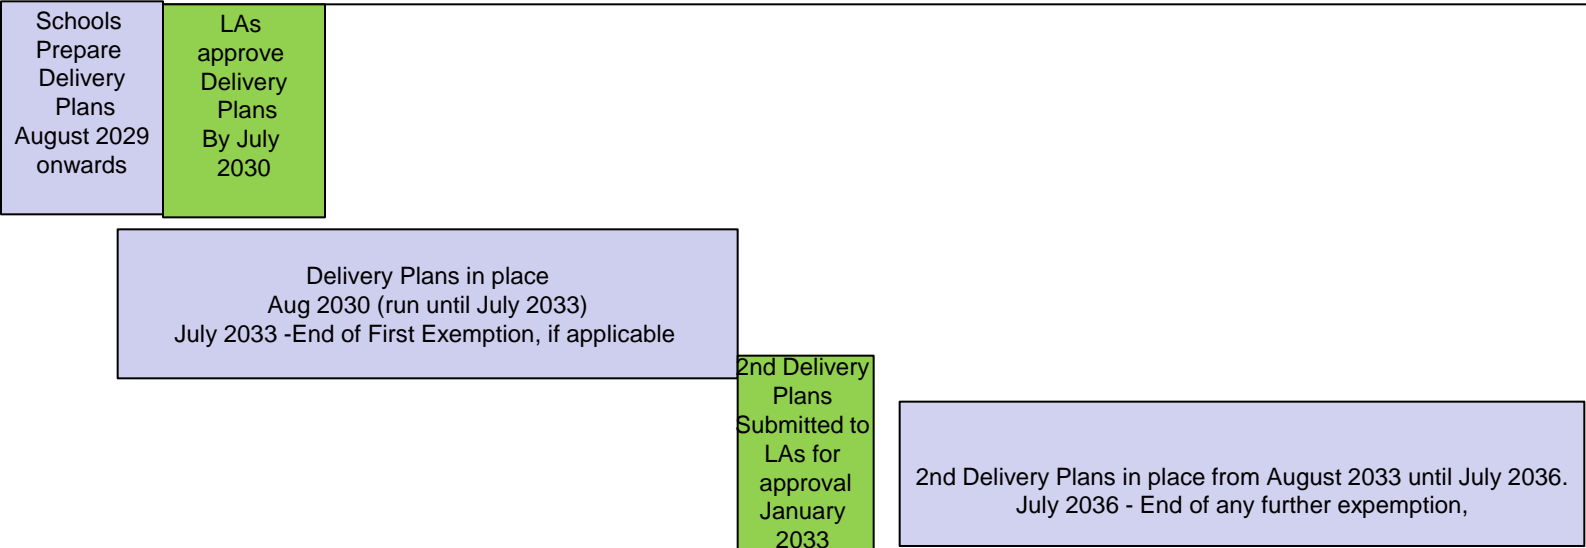 Schools
Prepare
Delivery
Plans
August 2029
onwards
LAs
approve
Delivery
Plans
By July
2030
Delivery Plans in place
Aug 2030 (run until July 2033)
July 2033 -End of First Exemption, if applicable
2nd Delivery
Plans
Submitted to
LAs for
approval
January
2033
2nd Delivery Plans in place from August 2033 until July 2036.
July 2036 - End of any further expemption,